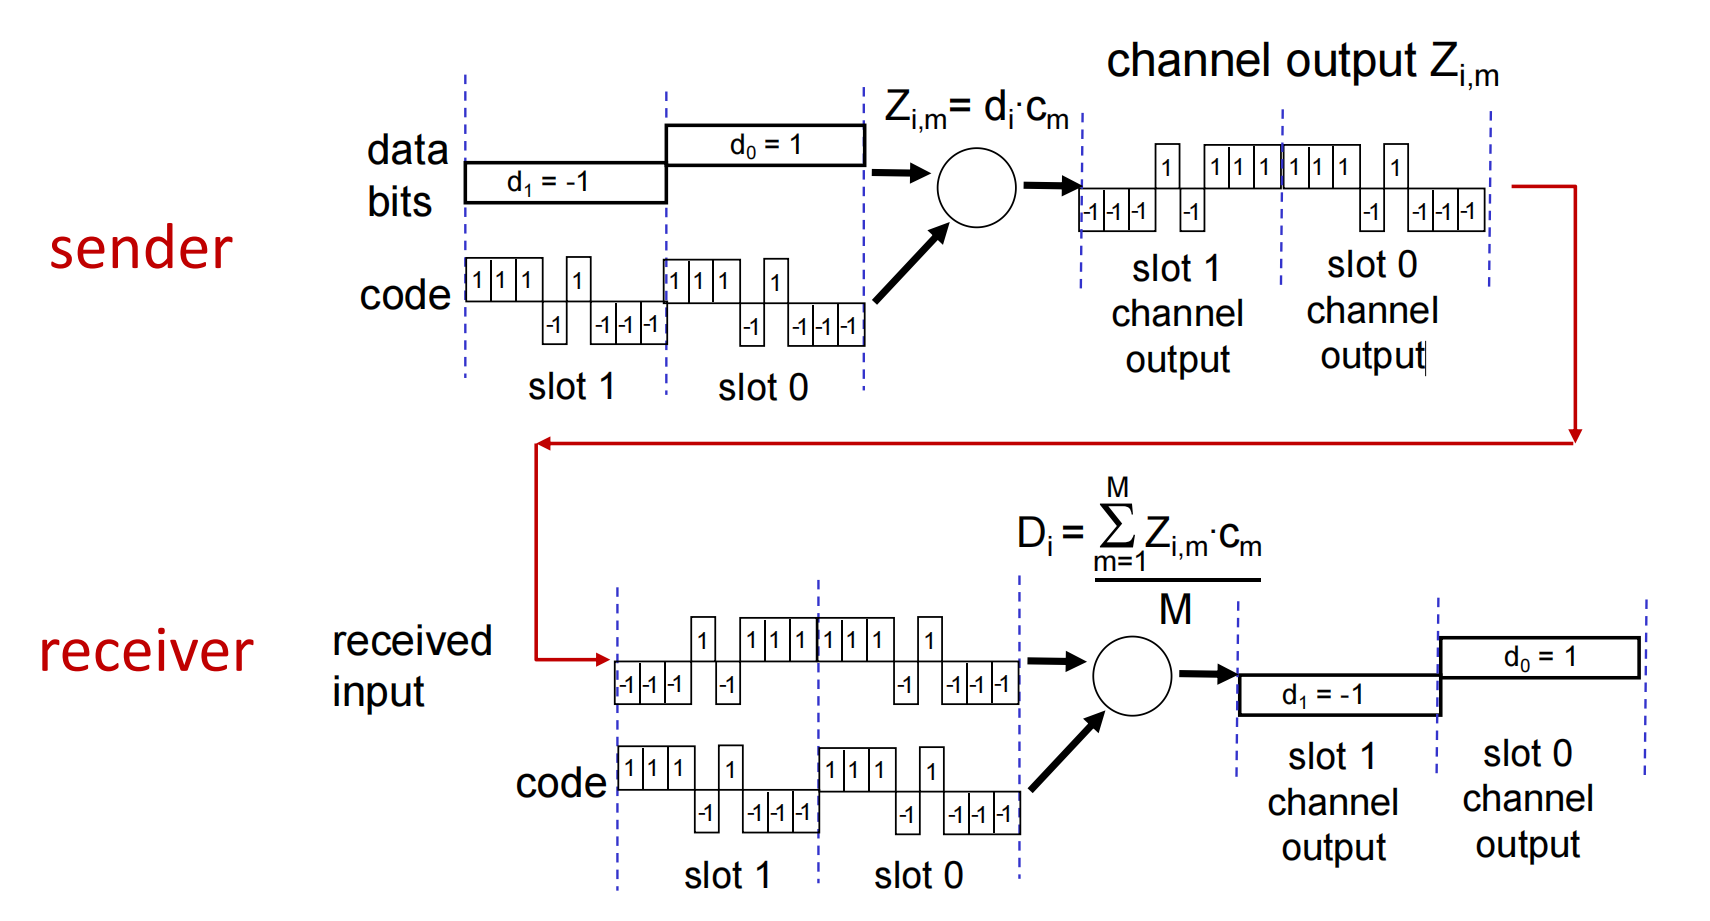 channel output Z_{i,m}
Z_{i,m} = d_i·c_m
data bits
d_1 = -1
d_0 = 1
sender
code
1 1 1 -1 1 -1 -1 -1
1 1 1 -1 1 -1 -1 -1
slot 1
slot 0
-1 -1 -1 1 -1 1 1 1
1 1 1 -1 1 -1 -1 -1
slot 1 channel output
slot 0 channel output
D_i = \frac{\sum_{m=1}^{M} Z_{i,m}·c_m}{M}
receiver
received input
-1 -1 -1 1 -1 1 1 1
1 1 1 -1 1 -1 -1 -1
code
1 1 1 -1 1 -1 -1 -1
1 1 1 -1 1 -1 -1 -1
slot 1
slot 0
d_1 = -1
d_0 = 1
slot 1 channel output
slot 0 channel output